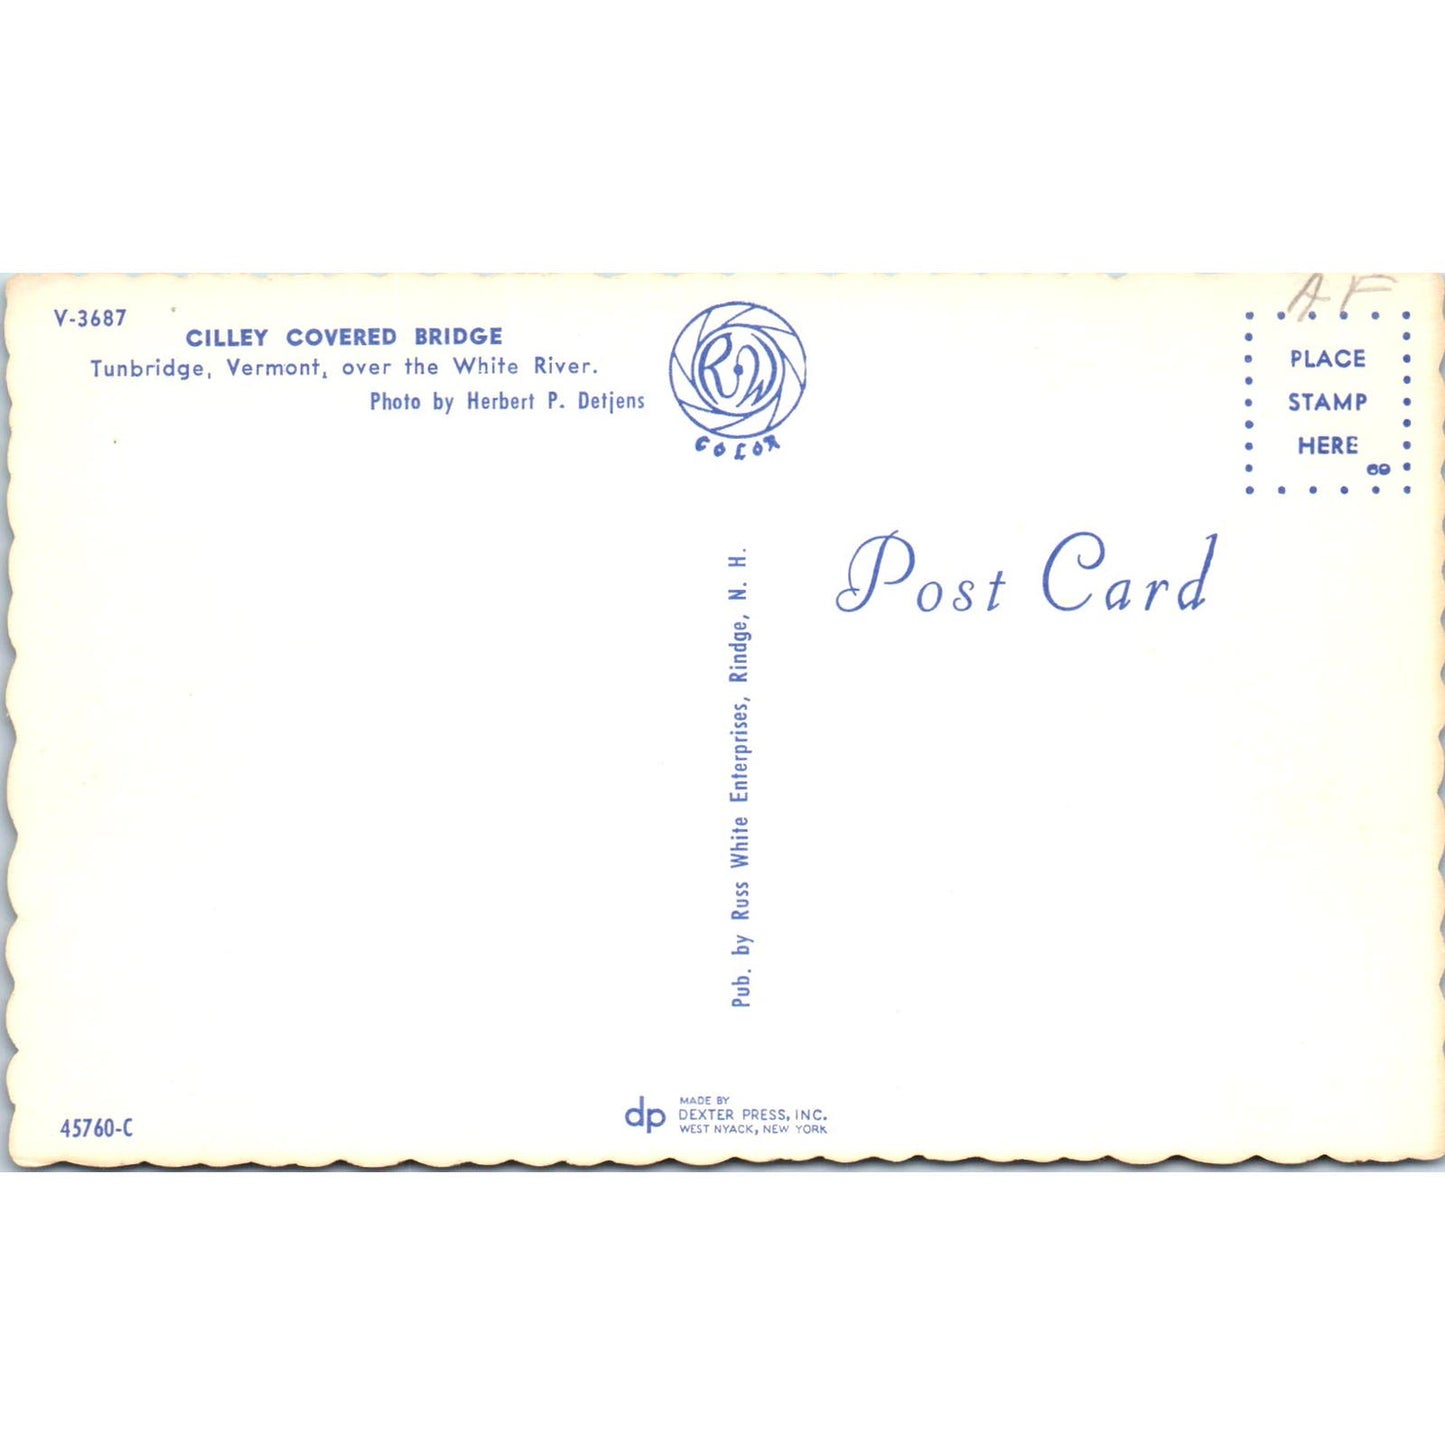 V-3687
CILLEY COVERED BRIDGE
Tunbridge, Vermont, over the White River.
Photo by Herbert P. Detjens
RW
COLOR
AF
PLACE
STAMP
HERE
69
Post Card
Pub. by Russ White Enterprises, Rindge, N. H.
45760-C
dp
MADE BY
DEXTER PRESS, INC.
WEST NYACK, NEW YORK